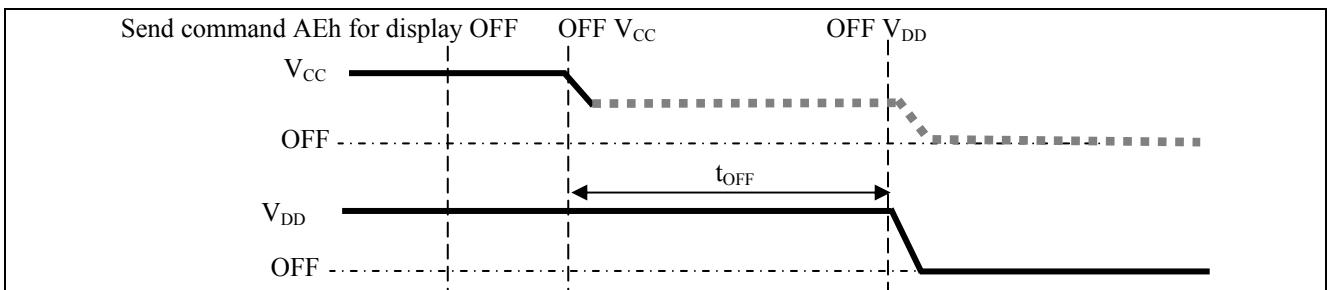 Send command AEh for display OFF OFF VCC OFF VDD
VCC
OFF
tOFF
VDD
OFF